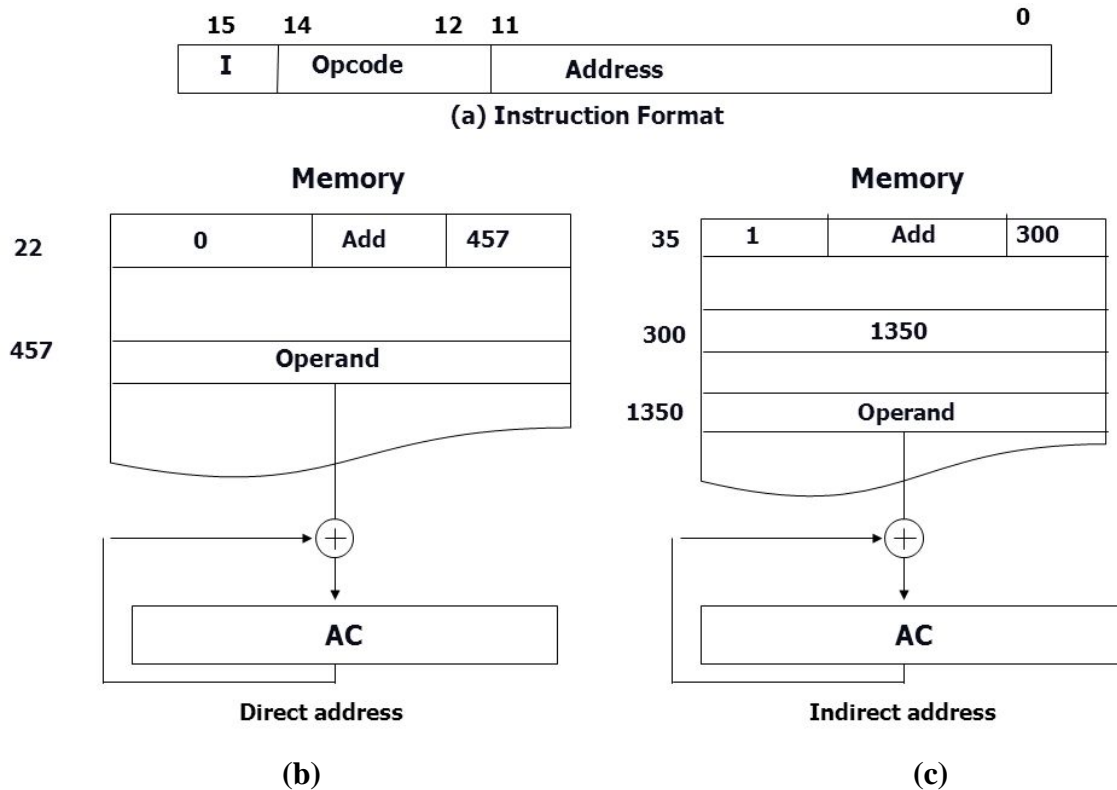 15 14 12 11 0
I Opcode Address
(a) Instruction Format
Memory
22 0 Add 457
457 Operand
AC
Direct address
(b)
Memory
35 1 Add 300
300 1350
1350 Operand
AC
Indirect address
(c)